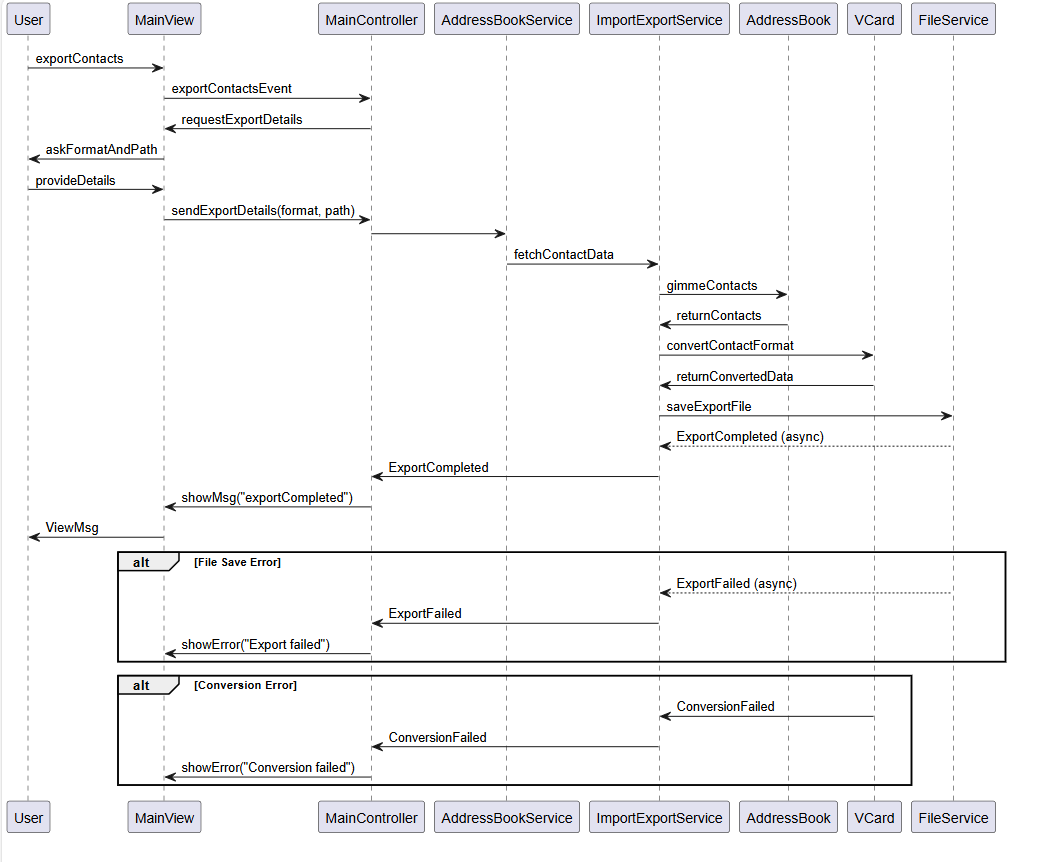 User MainView MainController AddressBookService ImportExportService AddressBook VCard FileService
exportContacts
exportContactsEvent
requestExportDetails
askFormatAndPath
provideDetails
sendExportDetails(format, path)
fetchContactData
gimmeContacts
returnContacts
convertContactFormat
returnConvertedData
saveExportFile
ExportCompleted (async)
ExportCompleted
showMsg("exportCompleted")
ViewMsg
alt [File Save Error]
ExportFailed (async)
ExportFailed
showError("Export failed")
alt [Conversion Error]
ConversionFailed
ConversionFailed
showError("Conversion failed")
User MainView MainController AddressBookService ImportExportService AddressBook VCard FileService